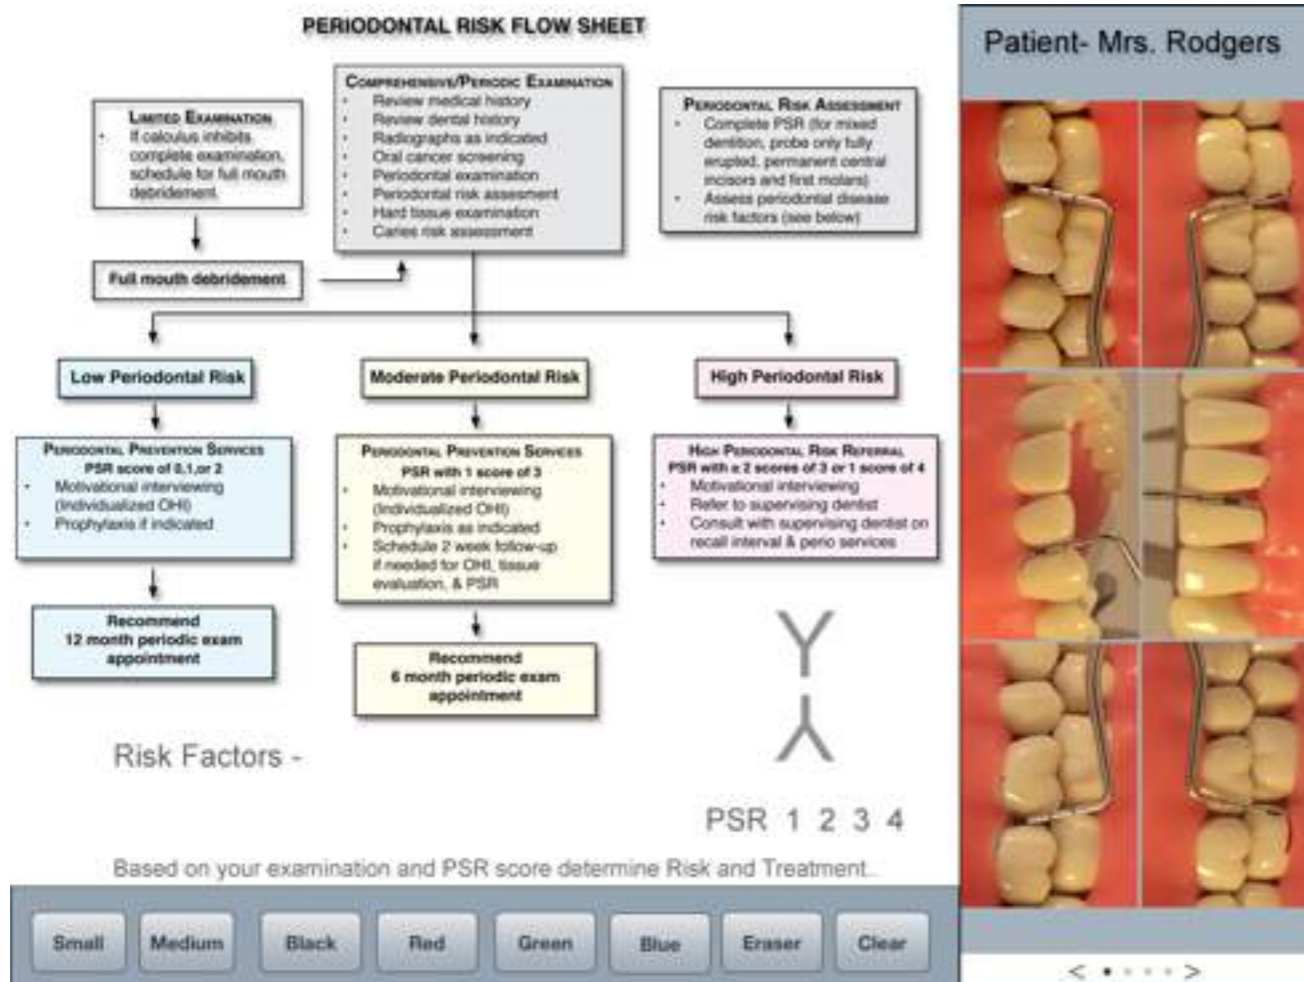 PERIODONTAL RISK FLOW SHEET
Patient- Mrs. Rodgers
LIMITED EXAMINATION
• If calculus inhibits
complete examination,
schedule for full mouth
debridement.
Full mouth debridement
COMPREHENSIVE/PERIODIC EXAMINATION
• Review medical history
• Review dental history
• Radiographs as indicated
• Oral cancer screening
• Periodontal examination
• Periodontal risk assesment
• Hard tissue examination
• Caries risk assessment
PERIODONTAL RISK ASSESSMENT
• Complete PSR (for mixed
dentition, probe only fully
erupted, permanent central
incisors and first molars)
• Assess periodontal disease
risk factors (see below)
Low Periodontal Risk
Moderate Periodontal Risk
High Periodontal Risk
PERIODONTAL PREVENTION SERVICES
PSR score of 0,1,or 2
• Motivational interviewing
(Individualized OHI)
• Prophylaxis if indicated
Recommend
12 month periodic exam
appointment
PERIODONTAL PREVENTION SERVICES
PSR with 1 score of 3
• Motivational interviewing
(Individualized OHI)
• Prophylaxis as indicated
• Schedule 2 week follow-up
if needed for OHI, tissue
evaluation, & PSR
Recommend
6 month periodic exam
appointment
HIGH PERIODONTAL RISK REFERRAL
PSR with ≥ 2 scores of 3 or 1 score of 4
• Motivational interviewing
• Refer to supervising dentist
• Consult with supervising dentist on
recall interval & perio services
Risk Factors -
PSR 1 2 3 4
Based on your examination and PSR score determine Risk and Treatment..
Small Medium Black Red Green Blue Eraser Clear
< >